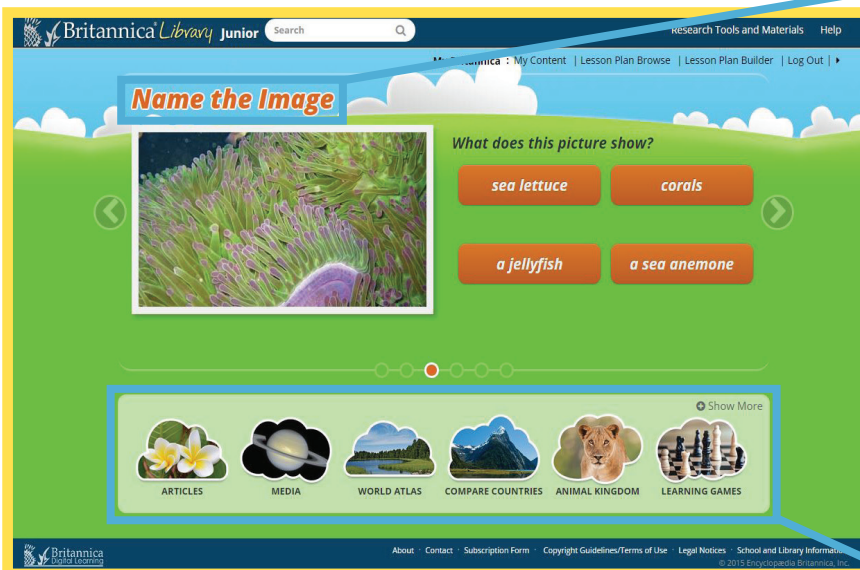 Britannica Library Junior Search Research Tools and Materials Help
: My Content | Lesson Plan Browse | Lesson Plan Builder | Log Out |
Name the Image
What does this picture show?
sea lettuce corals
a jellyfish a sea anemone
Show More
ARTICLES MEDIA WORLD ATLAS COMPARE COUNTRIES ANIMAL KINGDOM LEARNING GAMES
Britannica
Digital Learning
About · Contact · Subscription Form · Copyright Guidelines/Terms of Use · Legal Notices · School and Library Information
© 2015 Encyclopædia Britannica, Inc.